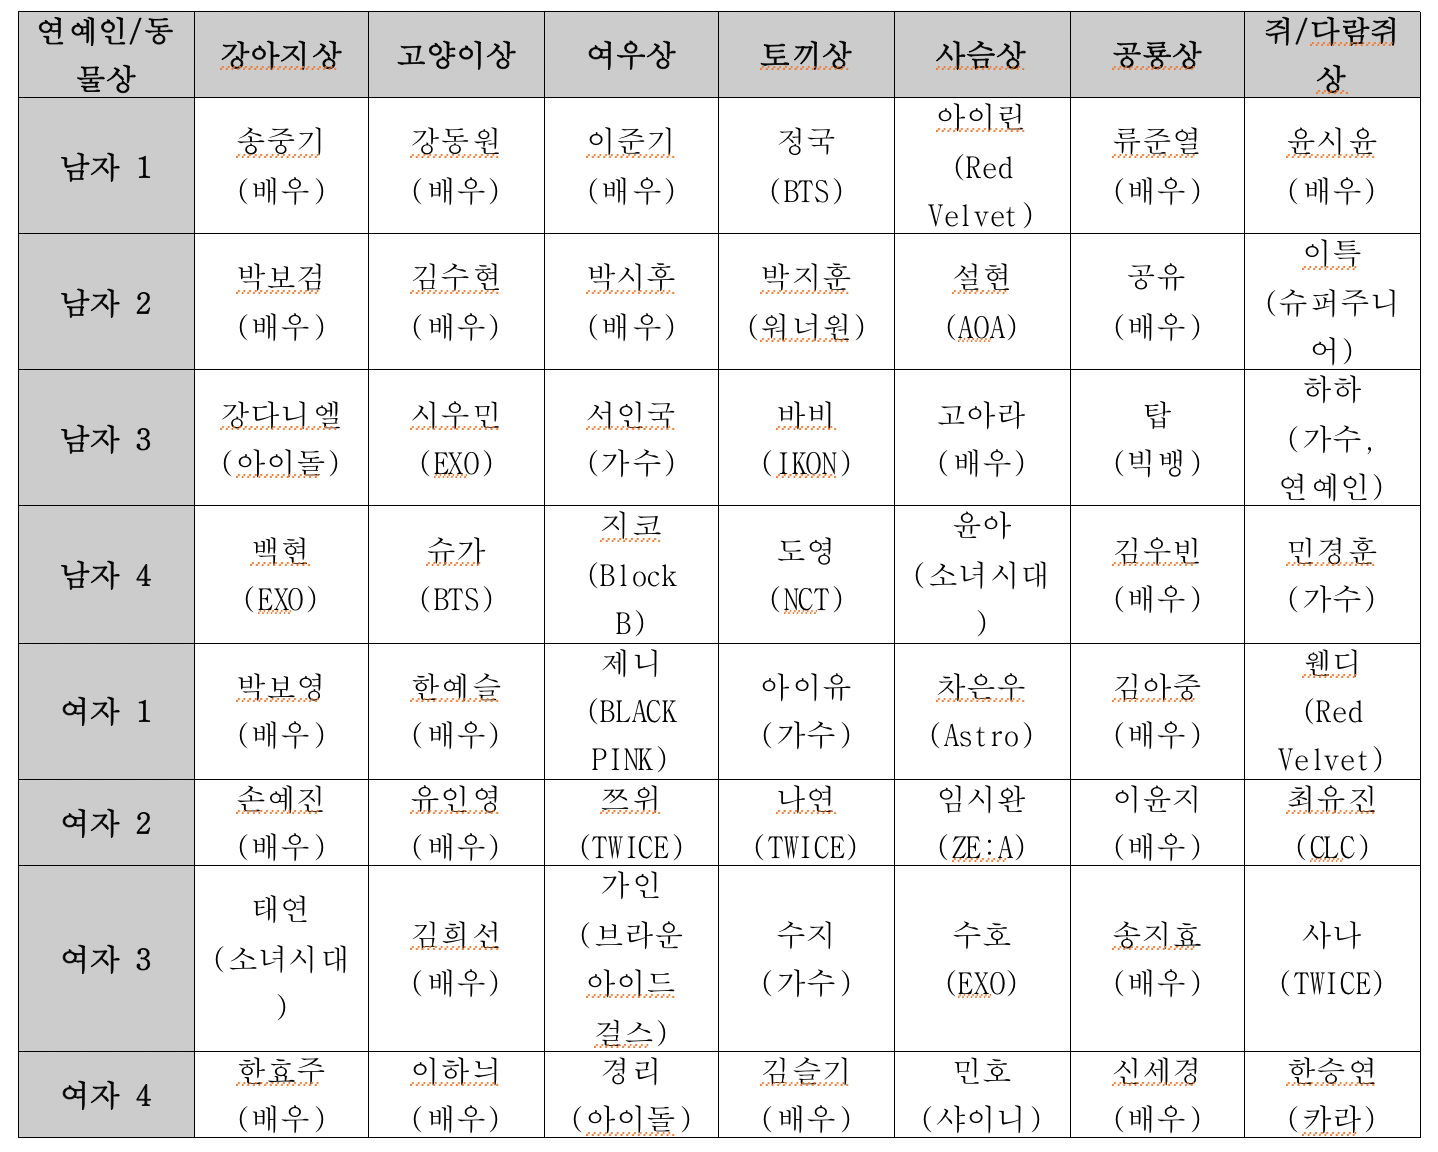 연예인/동
물상
강아지상
고양이상
여우상
토끼상
사슴상
공룡상
쥐/다람쥐
상
남자 1
송중기
(배우)
강동원
(배우)
이준기
(배우)
정국
(BTS)
아이린
(Red
Velvet)
류준열
(배우)
윤시윤
(배우)
남자 2
박보검
(배우)
김수현
(배우)
박시후
(배우)
박지훈
(워너원)
설현
(AOA)
공유
(배우)
이특
(슈퍼주니
어)
남자 3
강다니엘
(아이돌)
시우민
(EXO)
서인국
(가수)
바비
(IKON)
고아라
(배우)
탑
(빅뱅)
하하
(가수,
연예인)
남자 4
백현
(EXO)
슈가
(BTS)
지코
(Block
B)
도영
(NCT)
윤아
(소녀시대
)
김우빈
(배우)
민경훈
(가수)
여자 1
박보영
(배우)
한예슬
(배우)
제니
(BLACK
PINK)
아이유
(가수)
차은우
(Astro)
김아중
(배우)
웬디
(Red
Velvet)
여자 2
손예진
(배우)
유인영
(배우)
쯔위
(TWICE)
나연
(TWICE)
임시완
(ZE:A)
이윤지
(배우)
최유진
(CLC)
여자 3
태연
(소녀시대
)
김희선
(배우)
가인
(브라운
아이드
걸스)
수지
(가수)
수호
(EXO)
송지효
(배우)
사나
(TWICE)
여자 4
한효주
(배우)
이하늬
(배우)
경리
(아이돌)
김슬기
(배우)
민호
(샤이니)
신세경
(배우)
한승연
(카라)